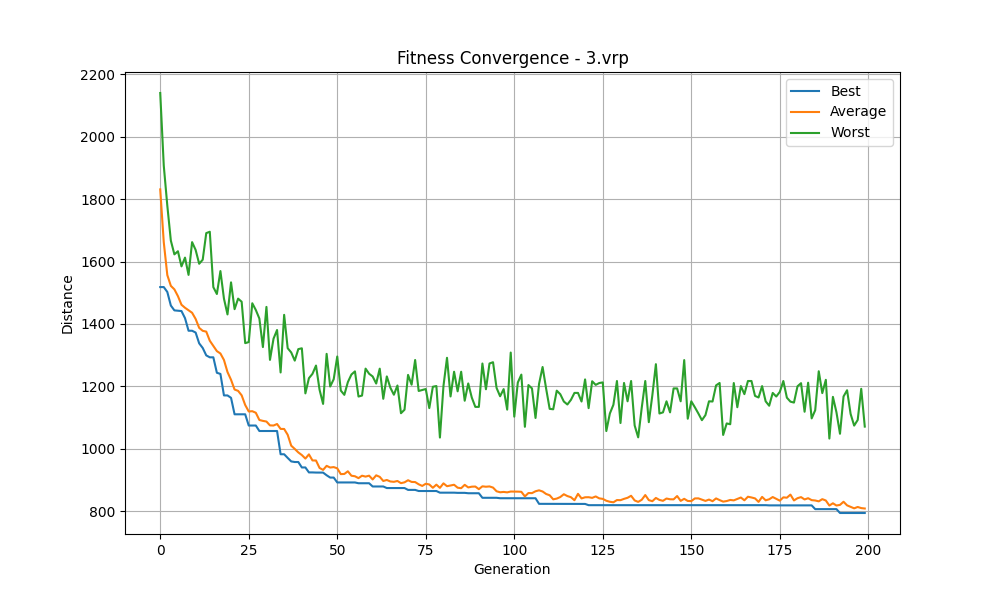 Fitness Convergence - 3.vrp
2200
2000
1800
1600
1400
1200
1000
800
Distance
Best
Average
Worst
0 25 50 75 100 125 150 175 200
Generation